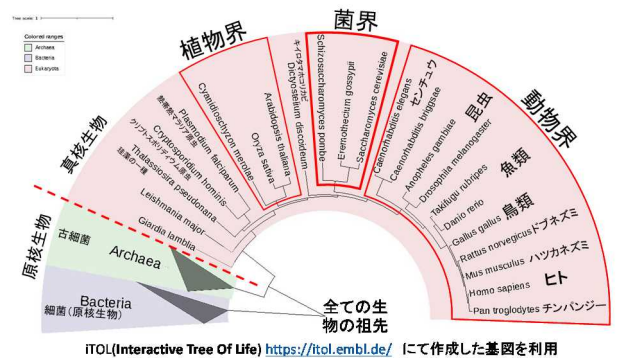 Tree scale: 1
Colored ranges
Archaea
Bacteria
Eukaryota
植物界
菌界
動物界
真核生物
原核生物
古細菌
Archaea
Bacteria
細菌(原核生物)
Giardia lamblia
Leishmania major
Thalassiosira pseudonana
珪藻の一種
Cryptosporidium hominis
クリプトスポリディウム原虫
Plasmodium falciparum
熱帯熱マラリア原虫
Cyanidioschyzon merolae
Oryza sativa
Arabidopsis thaliana
Dictyostelium discoideum
キイロタマホコリカビ
Schizosaccharomyces pombe
Eremothecium gossypii
Saccharomyces cerevisiae
Caenorhabditis elegans
センチュウ
Caenorhabditis briggsae
昆虫
Anopheles gambiae
Drosophila melanogaster
魚類
Takifugu rubripes
Danio rerio
Gallus gallus 鳥類
Rattus norvegicus ドブネズミ
Mus musculus ハツカネズミ
Homo sapiens ヒト
Pan troglodytes チンパンジー
全ての生
物の祖先
iTOL(Interactive Tree Of Life) https://itol.embl.de/ にて作成した基図を利用